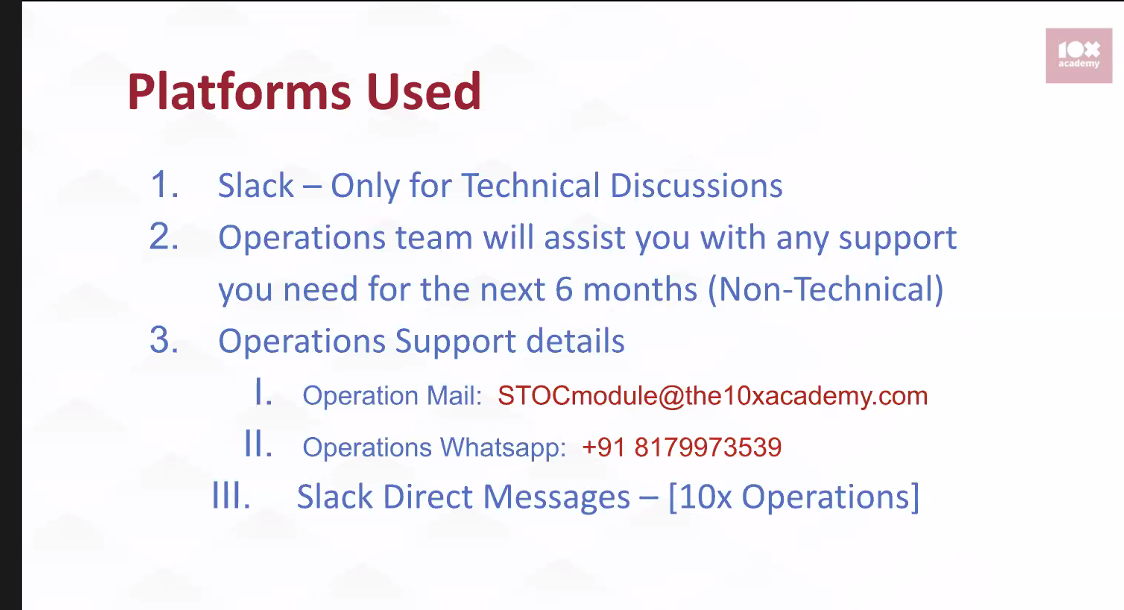 10x
academy
Platforms Used
1. Slack – Only for Technical Discussions
2. Operations team will assist you with any support
you need for the next 6 months (Non-Technical)
3. Operations Support details
I. Operation Mail: STOCmodule@the10xacademy.com
II. Operations Whatsapp: +91 8179973539
III. Slack Direct Messages – [10x Operations]